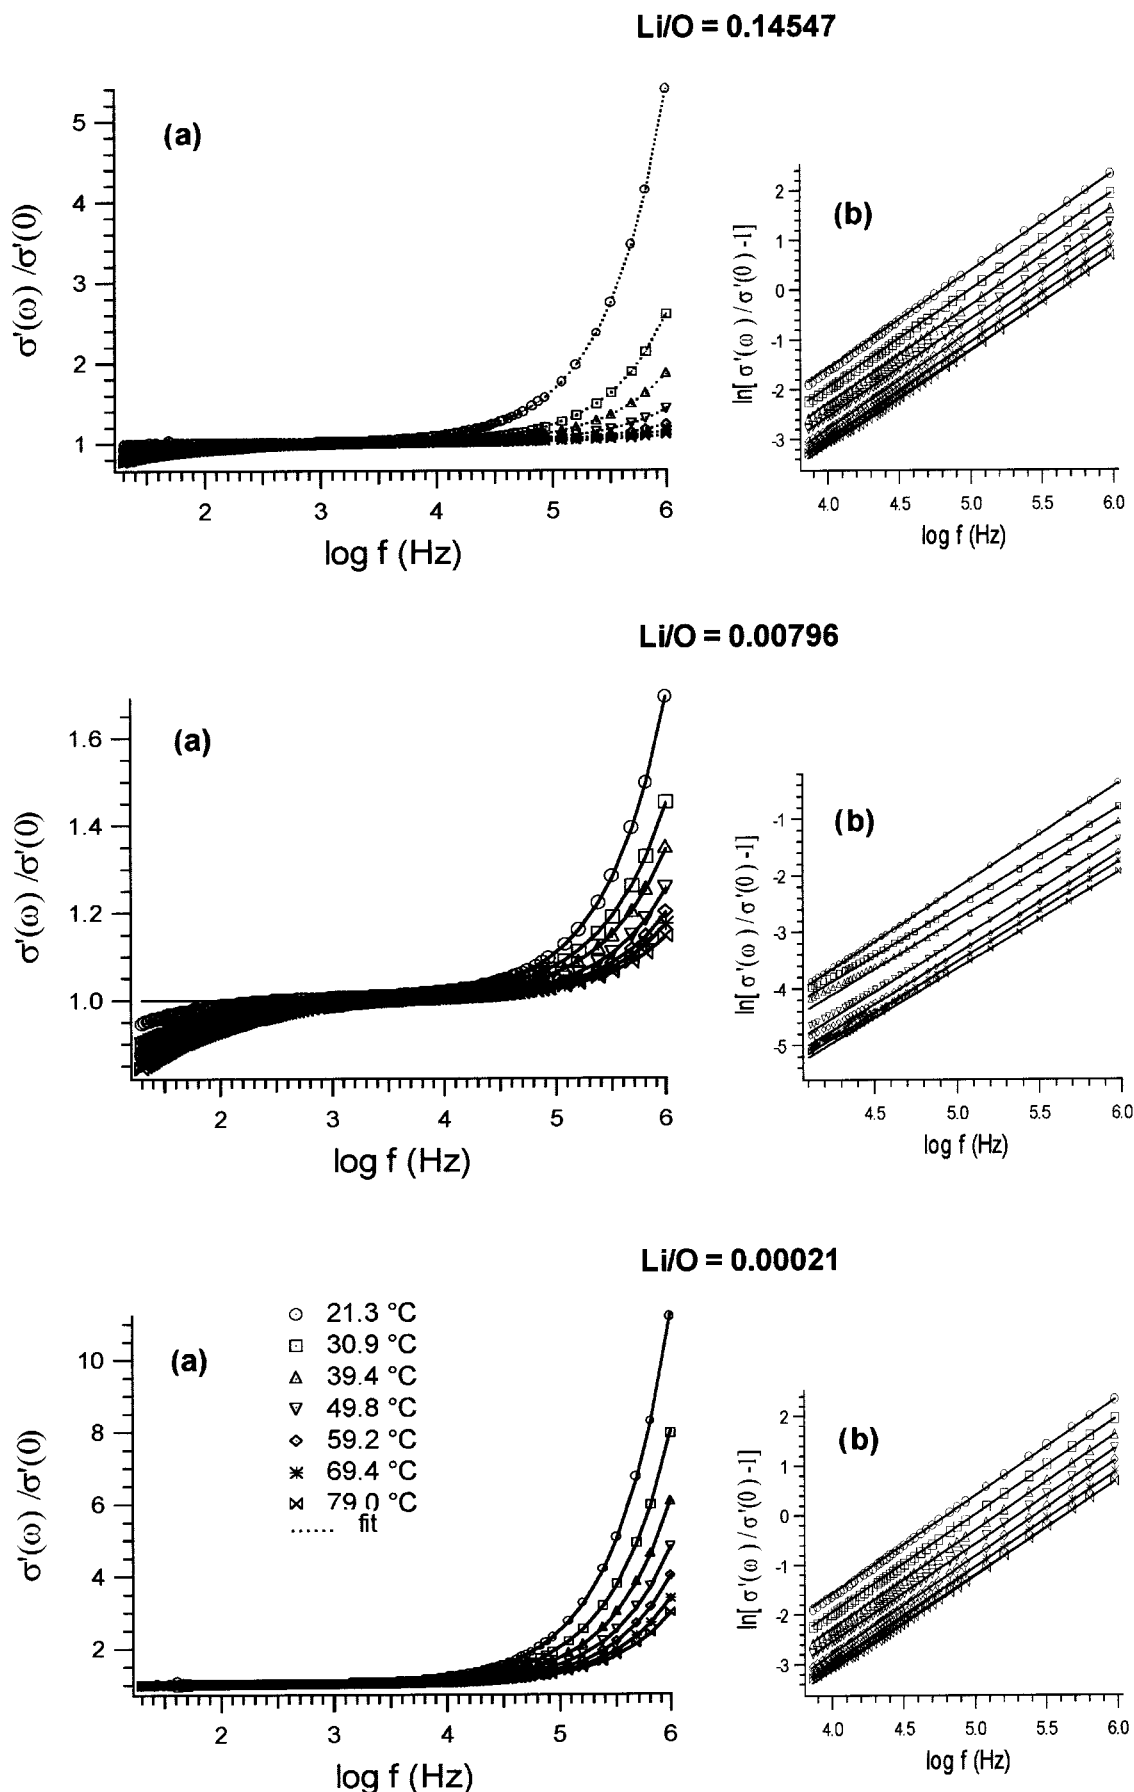 Li/O = 0.14547
(a)
σ'(ω) /σ'(0)
5
4
3
2
1
2 3 4 5 6
log f (Hz)
(b)
ln[ σ'(ω) / σ'(0) -1]
2
1
0
-1
-2
-3
4.0 4.5 5.0 5.5 6.0
log f (Hz)
Li/O = 0.00796
(a)
σ'(ω) /σ'(0)
1.6
1.4
1.2
1.0
2 3 4 5 6
log f (Hz)
(b)
ln[ σ'(ω) / σ'(0) -1]
-1
-2
-3
-4
-5
4.5 5.0 5.5 6.0
log f (Hz)
Li/O = 0.00021
(a)
21.3 °C
30.9 °C
39.4 °C
49.8 °C
59.2 °C
69.4 °C
79.0 °C
...... fit
σ'(ω) /σ'(0)
10
8
6
4
2
2 3 4 5 6
log f (Hz)
(b)
ln[ σ'(ω) / σ'(0) -1]
2
1
0
-1
-2
-3
4.0 4.5 5.0 5.5 6.0
log f (Hz)